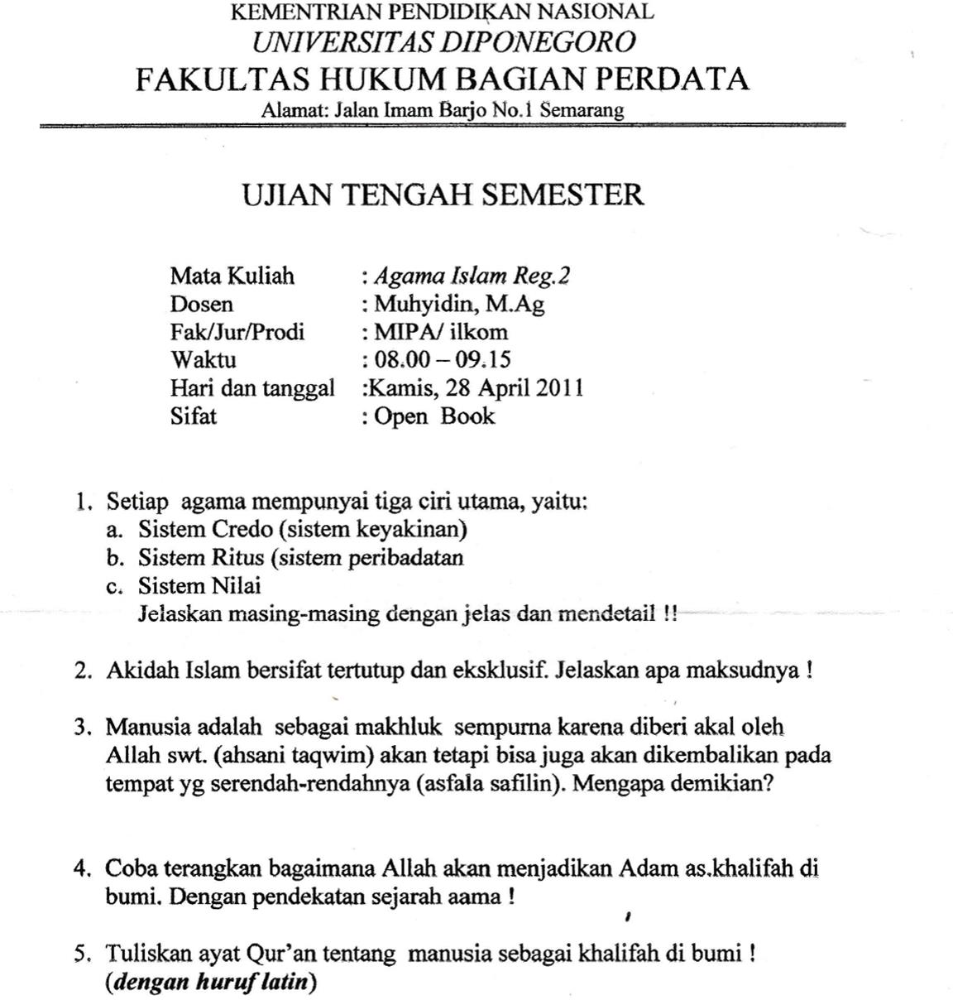 KEMENTRIAN PENDIDIKAN NASIONAL
UNIVERSITAS DIPONEGORO
FAKULTAS HUKUM BAGIAN PERDATA
Alamat: Jalan Imam Barjo No.1 Semarang
UJIAN TENGAH SEMESTER
Mata Kuliah : Agama Islam Reg.2
Dosen : Muhyidin, M.Ag
Fak/Jur/Prodi : MIPA/ ilkom
Waktu : 08.00 – 09.15
Hari dan tanggal :Kamis, 28 April 2011
Sifat : Open Book
1. Setiap agama mempunyai tiga ciri utama, yaitu:
a. Sistem Credo (sistem keyakinan)
b. Sistem Ritus (sistem peribadatan
c. Sistem Nilai
Jelaskan masing-masing dengan jelas dan mendetail !!
2. Akidah Islam bersifat tertutup dan eksklusif. Jelaskan apa maksudnya !
3. Manusia adalah sebagai makhluk sempurna karena diberi akal oleh
Allah swt. (ahsani taqwim) akan tetapi bisa juga akan dikembalikan pada
tempat yg serendah-rendahnya (asfala safilin). Mengapa demikian?
4. Coba terangkan bagaimana Allah akan menjadikan Adam as.khalifah di
bumi. Dengan pendekatan sejarah aama !
5. Tuliskan ayat Qur’an tentang manusia sebagai khalifah di bumi !
(dengan huruf latin)